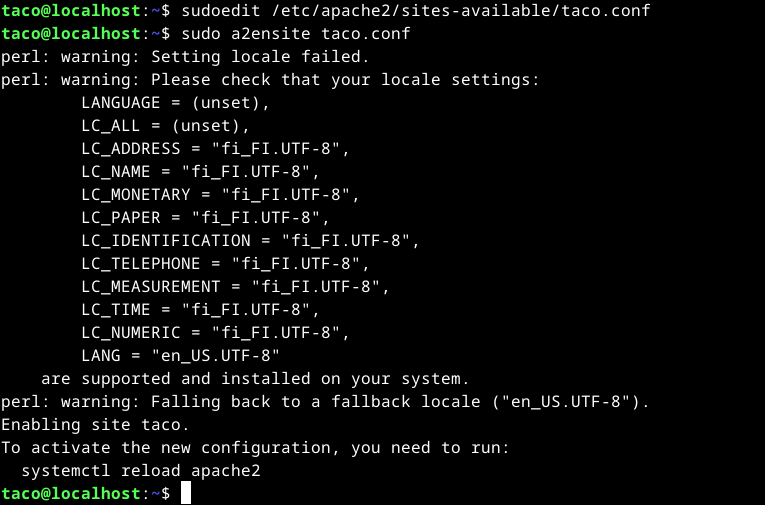 taco@localhost:~$ sudoedit /etc/apache2/sites-available/taco.conf
taco@localhost:~$ sudo a2ensite taco.conf
perl: warning: Setting locale failed.
perl: warning: Please check that your locale settings:
        LANGUAGE = (unset),
        LC_ALL = (unset),
        LC_ADDRESS = "fi_FI.UTF-8",
        LC_NAME = "fi_FI.UTF-8",
        LC_MONETARY = "fi_FI.UTF-8",
        LC_PAPER = "fi_FI.UTF-8",
        LC_IDENTIFICATION = "fi_FI.UTF-8",
        LC_TELEPHONE = "fi_FI.UTF-8",
        LC_MEASUREMENT = "fi_FI.UTF-8",
        LC_TIME = "fi_FI.UTF-8",
        LC_NUMERIC = "fi_FI.UTF-8",
        LANG = "en_US.UTF-8"
    are supported and installed on your system.
perl: warning: Falling back to a fallback locale ("en_US.UTF-8").
Enabling site taco.
To activate the new configuration, you need to run:
  systemctl reload apache2
taco@localhost:~$